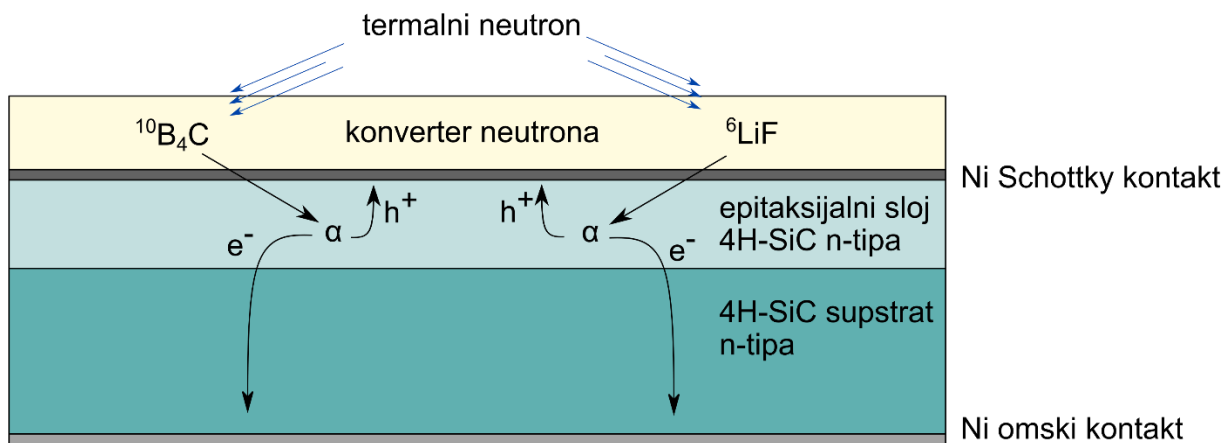 termalni neutron
¹⁰B₄C
konverter neutrona
⁶LiF
Ni Schottky kontakt
h⁺
h⁺
epitaksijalni sloj
4H-SiC n-tipa
e⁻
α
α
e⁻
4H-SiC supstrat
n-tipa
Ni omski kontakt